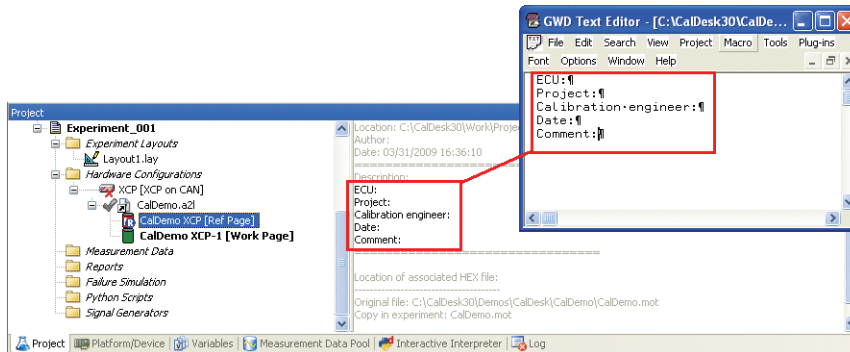 GWD Text Editor - [C:\CalDesk30\CalDe...
File Edit Search View Project Macro Tools Plug-ins
Font Options Window Help
ECU:¶
Project:¶
Calibration·engineer:¶
Date:¶
Comment:¶
Project
Experiment_001
Experiment Layouts
Layout1.lay
Hardware Configurations
XCP [XCP on CAN]
CalDemo.a2l
CalDemo XCP [Ref Page]
CalDemo XCP-1 [Work Page]
Measurement Data
Reports
Failure Simulation
Python Scripts
Signal Generators
Location: C:\CalDesk30\Work\Projec
Author:
Date: 03/31/2009 16:36:10
Description:
ECU:
Project:
Calibration engineer:
Date:
Comment:
Location of associated HEX file:
Original file: C:\CalDesk30\Demos\CalDesk\CalDemo\CalDemo.mot
Copy in experiment: CalDemo.mot
Project Platform/Device Variables Measurement Data Pool Interactive Interpreter Log